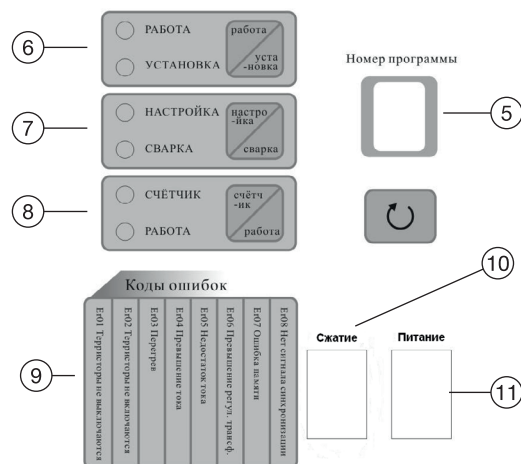 6
РАБОТА
УСТАНОВКА
работа
уста
-новка
Номер программы
5
7
НАСТРОЙКА
СВАРКА
настро
-йка
сварка
8
СЧЁТЧИК
РАБОТА
счётч
-ик
работа
10
9
Коды ошибок
Er01 Терристоры не выключаются
Er02 Терристоры не включаются
Er03 Перегрев
Er04 Превышение тока
Er05 Недостаток тока
Er06 Превышение регул. трансф.
Er07 Ошибка памяти
Er08 Нет сигнала синхронизации
Сжатие
Питание
11